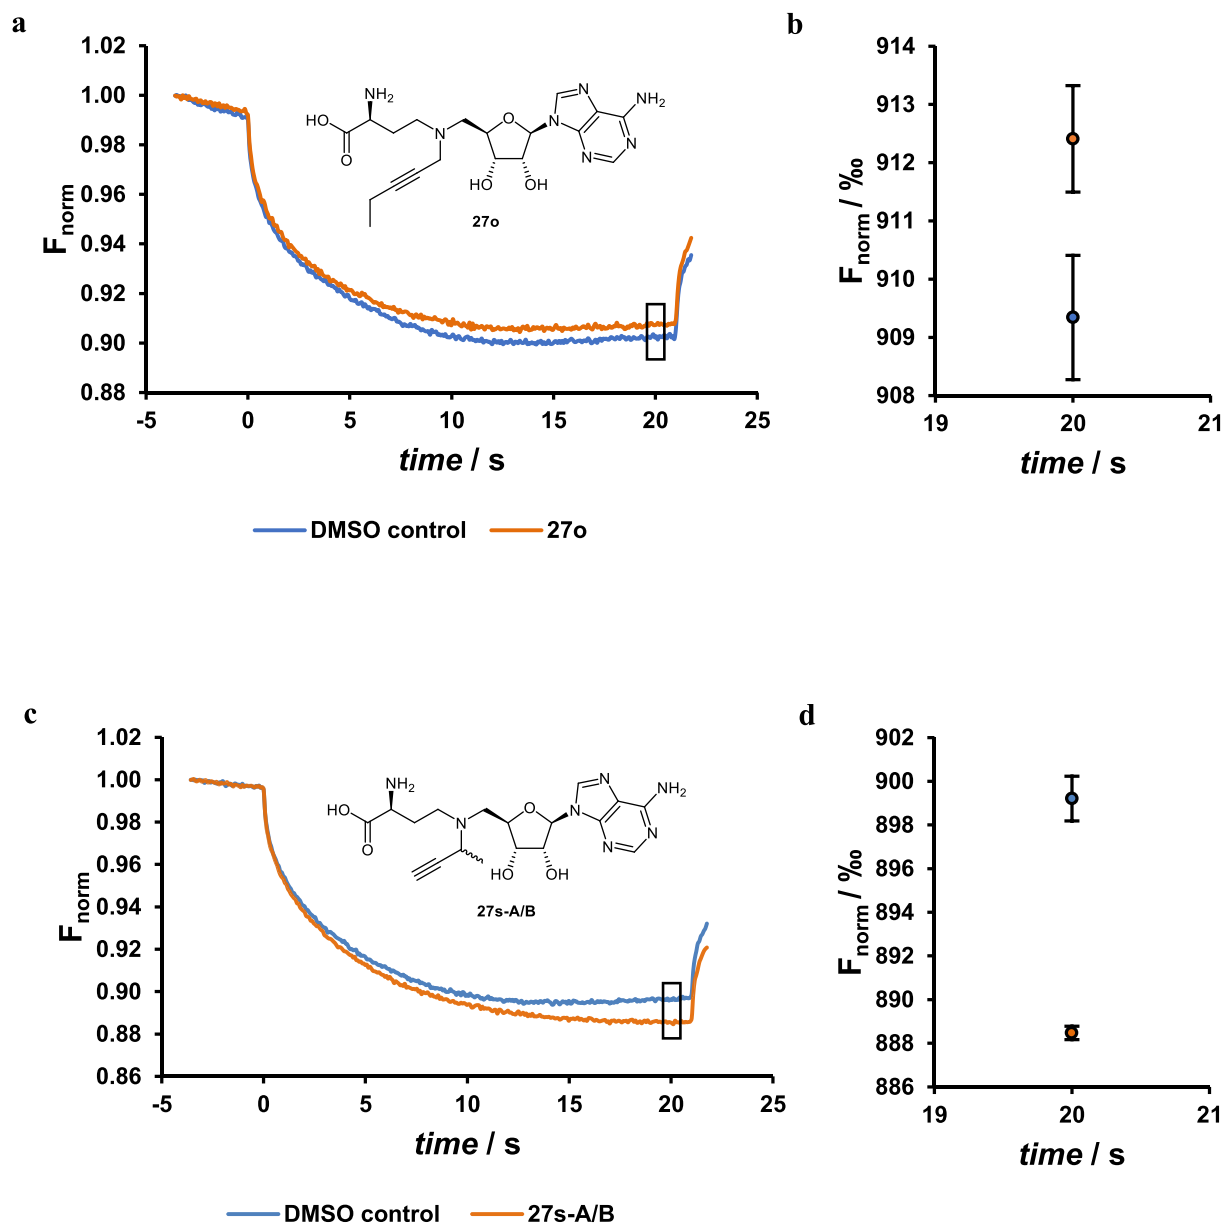 a
1.02
1.00
0.98
0.96
0.94
0.92
0.90
0.88
F_norm
-5 0 5 10 15 20 25
time / s
NH2
HO
O
N
O
HO OH
N
N
N
N
NH2
27o
DMSO control 27o
b
914
913
912
911
910
909
908
F_norm / ‰
19 20 21
time / s
c
1.02
1.00
0.98
0.96
0.94
0.92
0.90
0.88
0.86
F_norm
-5 0 5 10 15 20 25
time / s
NH2
HO
O
N
O
HO OH
N
N
N
N
NH2
27s-A/B
DMSO control 27s-A/B
d
902
900
898
896
894
892
890
888
886
F_norm / ‰
19 20 21
time / s